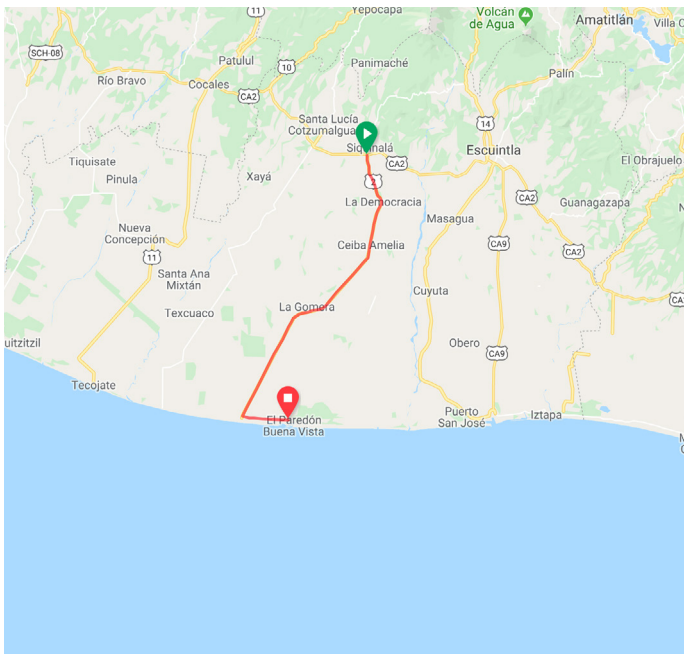 11
Yepocapa
Volcán
de Agua
Amatitlán
Villa C
SCH-08
Patulul
10
Panimaché
Palín
Río Bravo
Cocales
CA2
Santa Lucía
Cotzumalgua
14
Siquinalá
Escuintla
CA2
El Obrajuelo
Tiquisate
Pinula
Xayá
2
La Democracia
CA2
Guanagazapa
N
Masagua
Nueva
Concepción
Ceiba Amelia
CA9
CA2
11
Santa Ana
Mixtán
Cuyuta
CA
La Gomera
Texcuaco
uitzitzil
Obero
CA9
Tecojate
El Paredón
Buena Vista
Puerto
San José
Iztapa